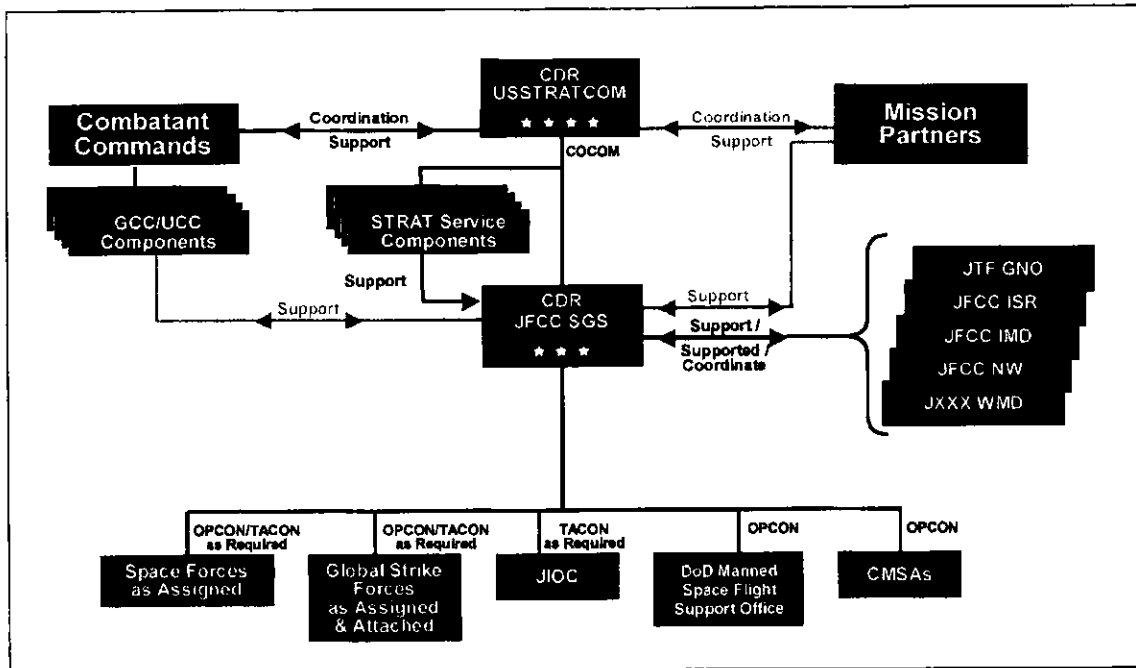 CDR
USSTRATCOM
★ ★ ★ ★
Combatant
Commands
Coordination
Support
Coordination
Support
Mission
Partners
COCOM
GCC/UCC
Components
STRAT Service
Components
Support
Support
CDR
JFCC SGS
★ ★ ★
Support
Support /
Supported /
Coordinate
JTF GNO
JFCC ISR
JFCC IMD
JFCC NW
JXXX WMD
OPCON/TACON
as Required
OPCON/TACON
as Required
TACON
as Required
OPCON
OPCON
Space Forces
as Assigned
Global Strike
Forces
as Assigned
& Attached
JIOC
DoD Manned
Space Flight
Support Office
CMSAs